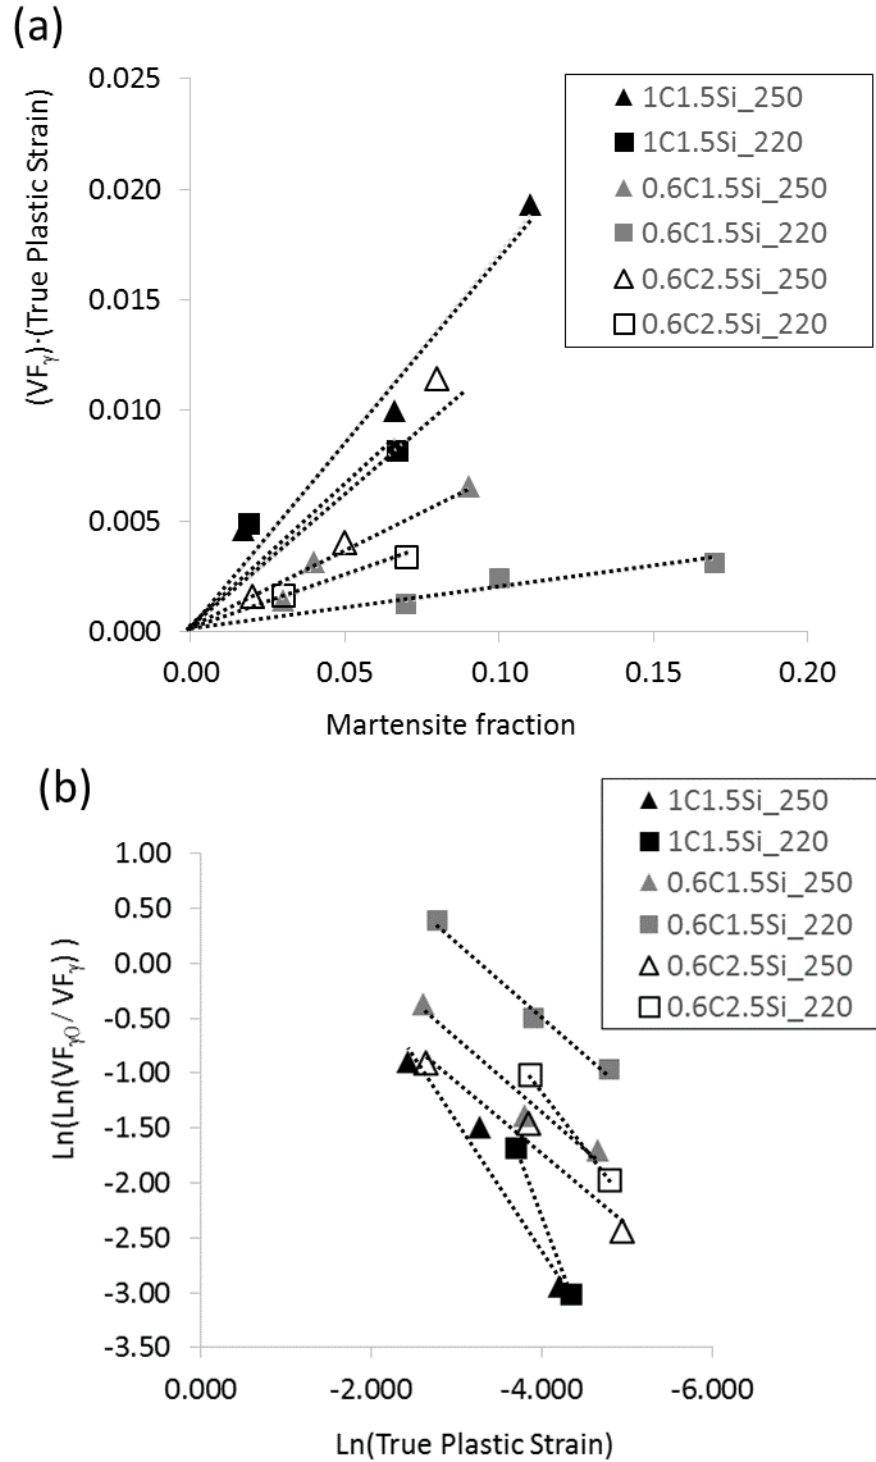 (a)
(VFγ)·(True Plastic Strain)
0.025
0.020
0.015
0.010
0.005
0.000
0.00 0.05 0.10 0.15 0.20
Martensite fraction
1C1.5Si_250
1C1.5Si_220
0.6C1.5Si_250
0.6C1.5Si_220
0.6C2.5Si_250
0.6C2.5Si_220
(b)
Ln(Ln(VFγ0 / VFγ) )
1.00
0.50
0.00
-0.50
-1.00
-1.50
-2.00
-2.50
-3.00
-3.50
0.000 -2.000 -4.000 -6.000
Ln(True Plastic Strain)
1C1.5Si_250
1C1.5Si_220
0.6C1.5Si_250
0.6C1.5Si_220
0.6C2.5Si_250
0.6C2.5Si_220